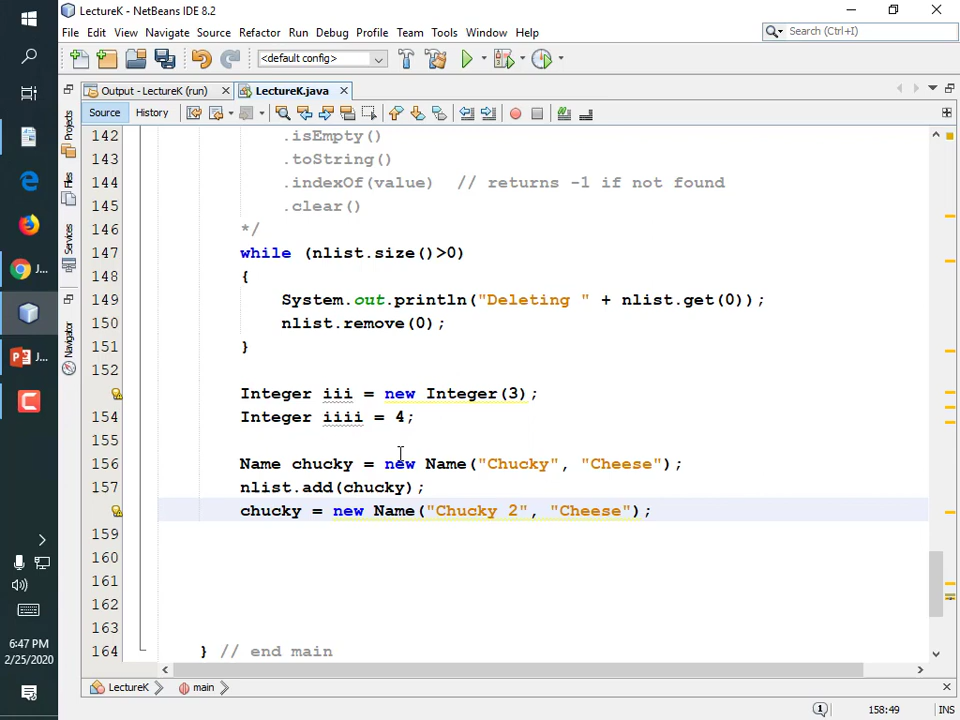 LectureK - NetBeans IDE 8.2
File Edit View Navigate Source Refactor Run Debug Profile Team Tools Window Help
Search (Ctrl+I)
<default config>
Output - LectureK (run) LectureK.java
Source History
Projects
Files
Services
Navigator
142 .isEmpty()
143 .toString()
144 .indexOf(value) // returns -1 if not found
145 .clear()
146 */
147 while (nlist.size()>0)
148 {
149 System.out.println("Deleting " + nlist.get(0));
150 nlist.remove(0);
151 }
152
Integer iii = new Integer(3);
154 Integer iiii = 4;
155
156 Name chucky = new Name("Chucky", "Cheese");
157 nlist.add(chucky);
chucky = new Name("Chucky 2", "Cheese");
159
160
161
162
163
164 } // end main
J...
J...
6:47 PM
2/25/2020
LectureK main
1
158:49
INS